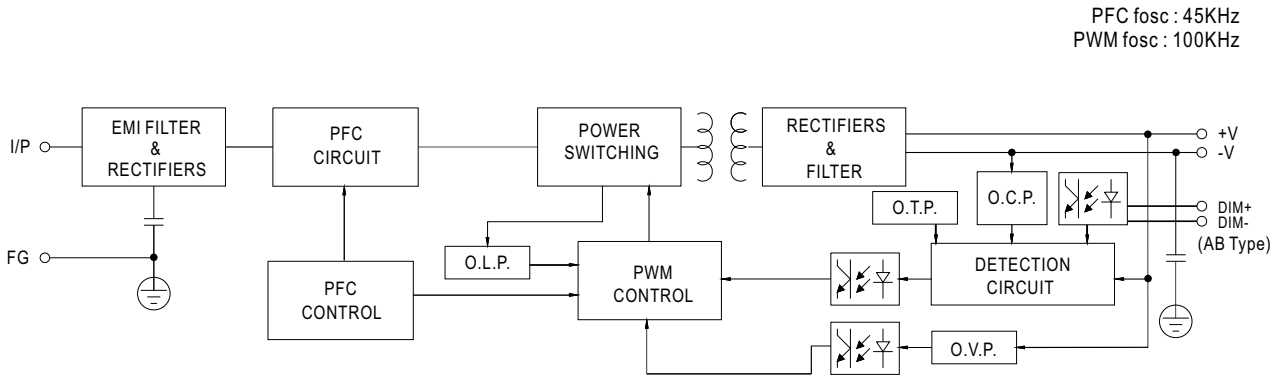 PFC fosc : 45KHz
PWM fosc : 100KHz
EMI FILTER
&
RECTIFIERS
PFC
CIRCUIT
POWER
SWITCHING
RECTIFIERS
&
FILTER
I/P
+V
-V
O.T.P.
O.C.P.
DIM+
DIM-
(AB Type)
FG
O.L.P.
PFC
CONTROL
PWM
CONTROL
DETECTION
CIRCUIT
O.V.P.